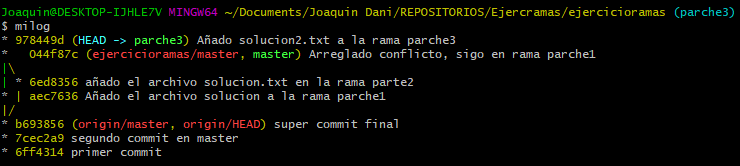 Joaquin@DESKTOP-IJHLE7V MINGW64 ~/Documents/Joaquin Dani/REPOSITORIOS/Ejercramas/ejercicioramas (parche3)
$ milog
* 978449d (HEAD -> parche3) Añado solucion2.txt a la rama parche3
*   044f87c (ejercicioramas/master, master) Arreglado conflicto, sigo en rama parche1
|\
| * 6ed8356 añado el archivo solucion.txt en la rama parte2
* | aec7636 Añado el archivo solucion a la rama parche1
|/
* b693856 (origin/master, origin/HEAD) super commit final
* 7cec2a9 segundo commit en master
* 6ff4314 primer commit